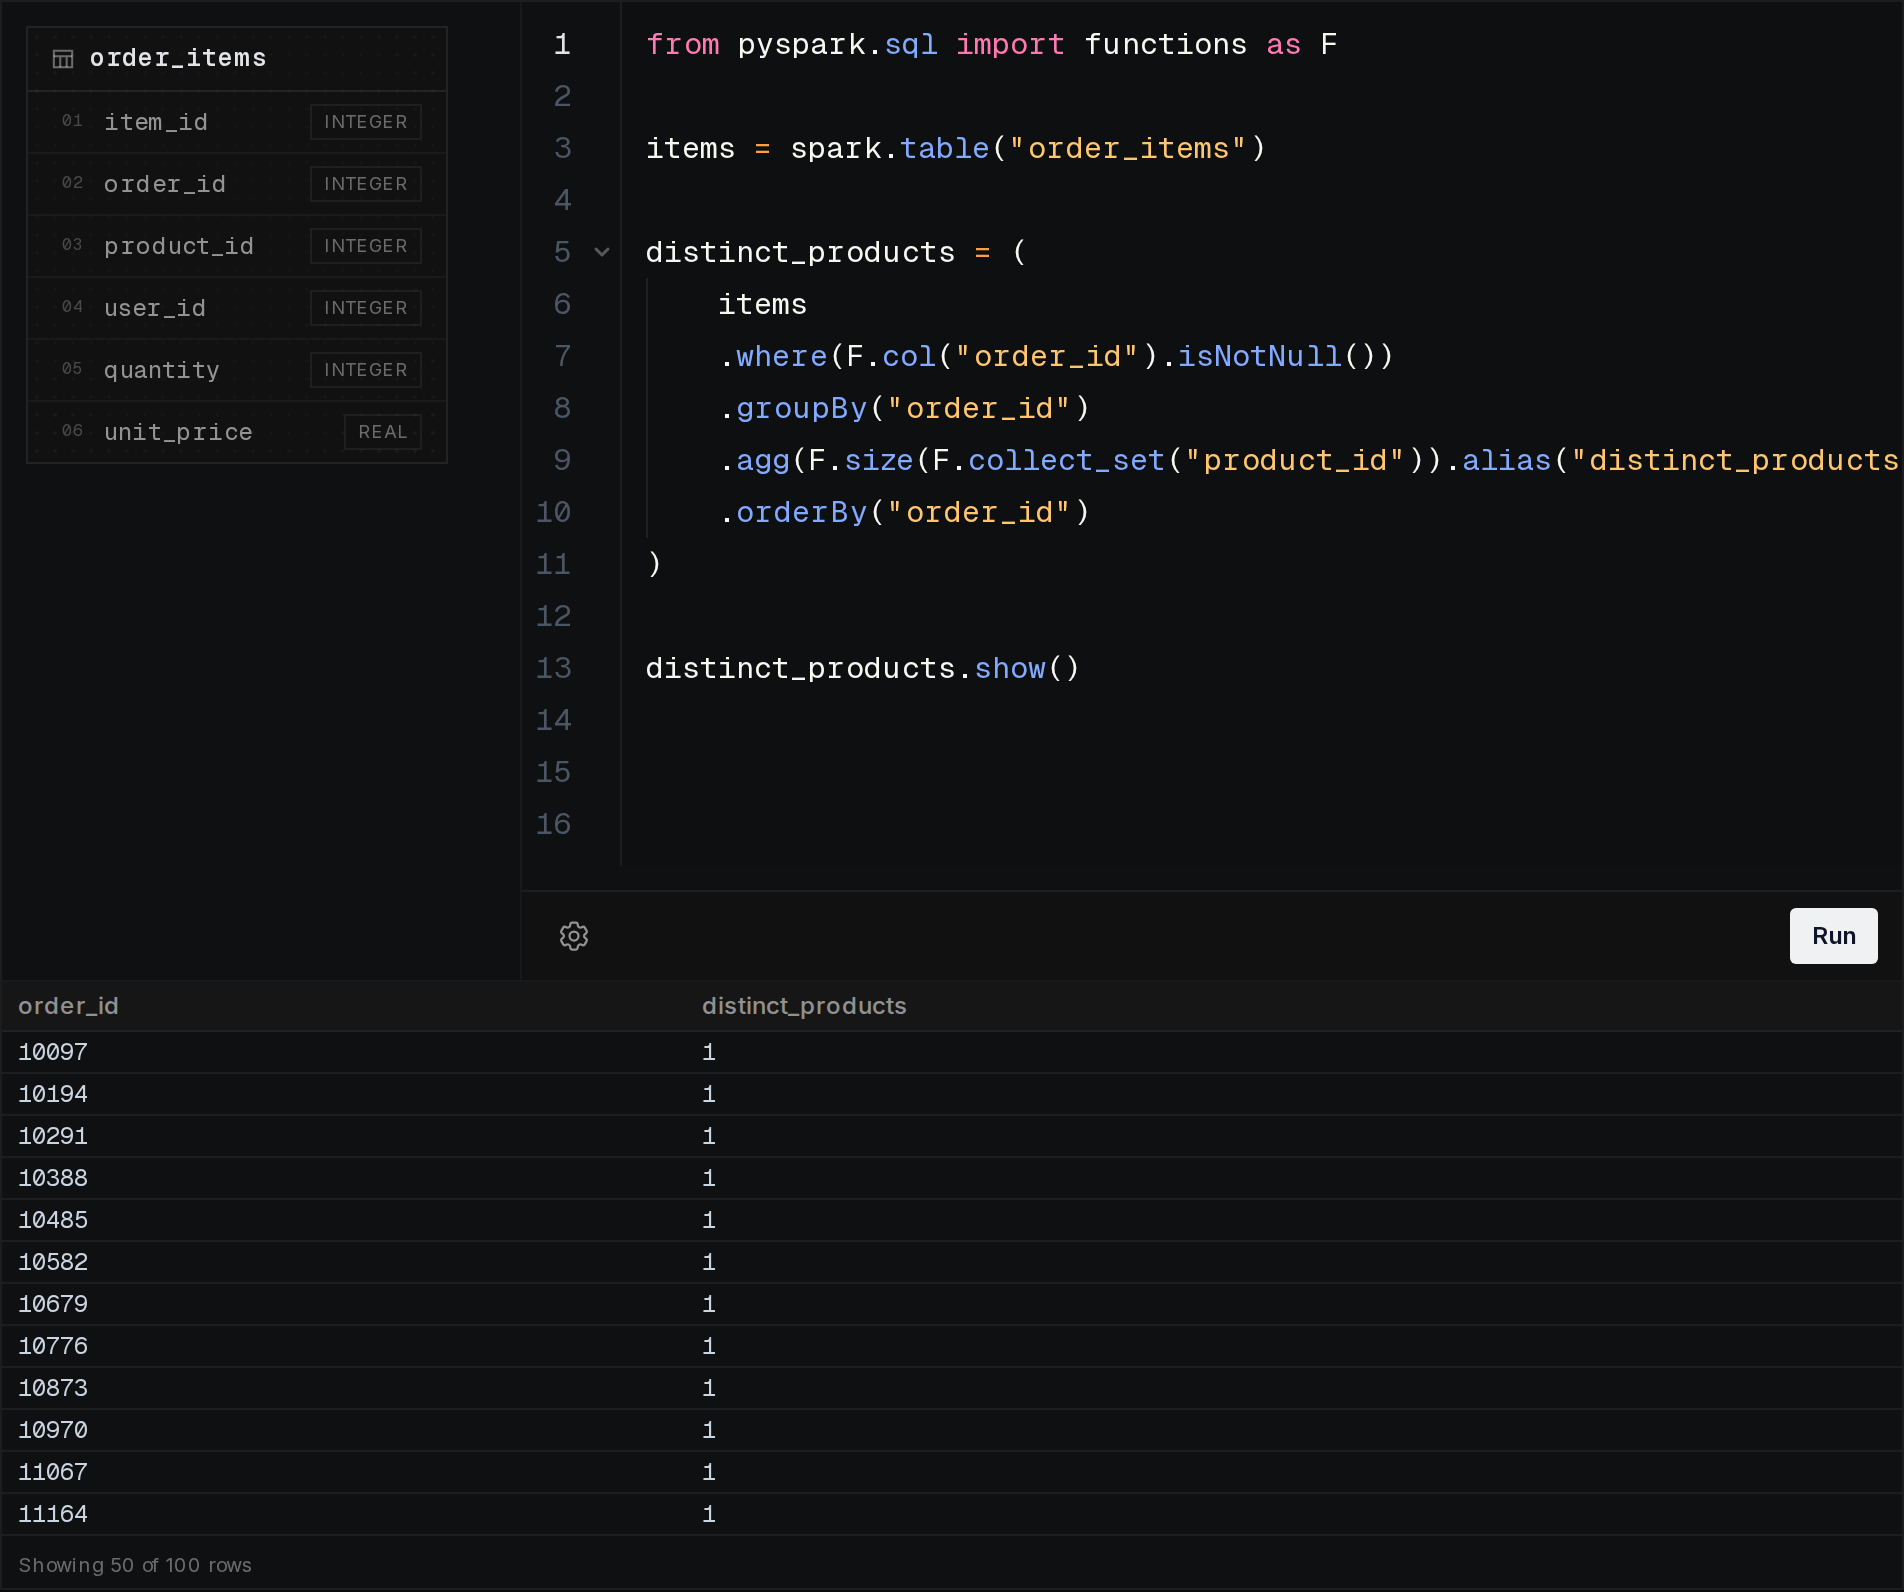 order_items
01 item_id INTEGER
02 order_id INTEGER
03 product_id INTEGER
04 user_id INTEGER
05 quantity INTEGER
06 unit_price REAL
1 from pyspark.sql import functions as F
2
3 items = spark.table("order_items")
4
5 distinct_products = (
6     items
7     .where(F.col("order_id").isNotNull())
8     .groupBy("order_id")
9     .agg(F.size(F.collect_set("product_id")).alias("distinct_products
10     .orderBy("order_id")
11 )
12
13 distinct_products.show()
14
15
16
Run
order_id distinct_products
10097 1
10194 1
10291 1
10388 1
10485 1
10582 1
10679 1
10776 1
10873 1
10970 1
11067 1
11164 1
Showing 50 of 100 rows